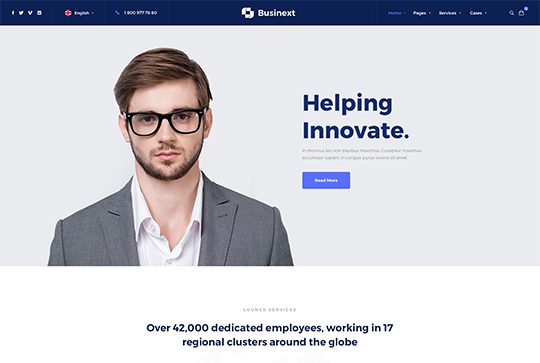 English
1 800 977 78 80
Businext
Home
Pages
Services
Cases
Helping
Innovate.
In rhoncus leo non dapibus maximus. Curabitur maximus
accumsan sapien, in congue purus viverra sit amet.
Read More
LOUNGE SERVICES
Over 42,000 dedicated employees, working in 17
regional clusters around the globe